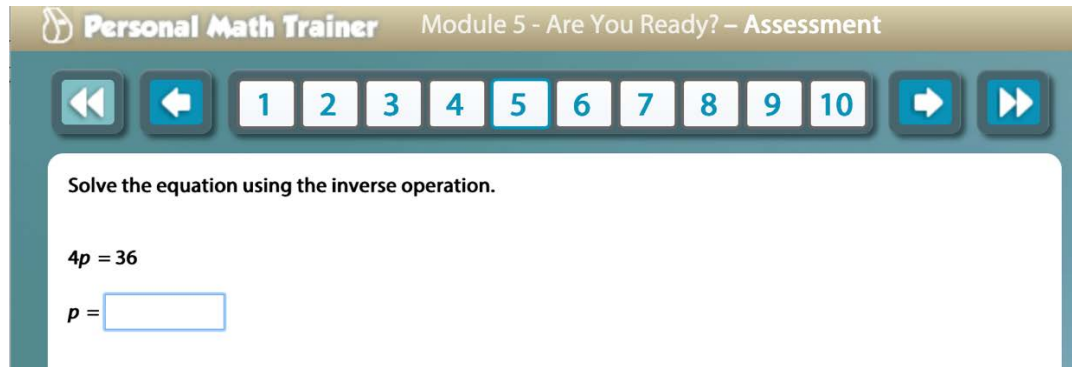 Personal Math Trainer Module 5 - Are You Ready? – Assessment
1 2 3 4 5 6 7 8 9 10
Solve the equation using the inverse operation.
4p = 36
p =